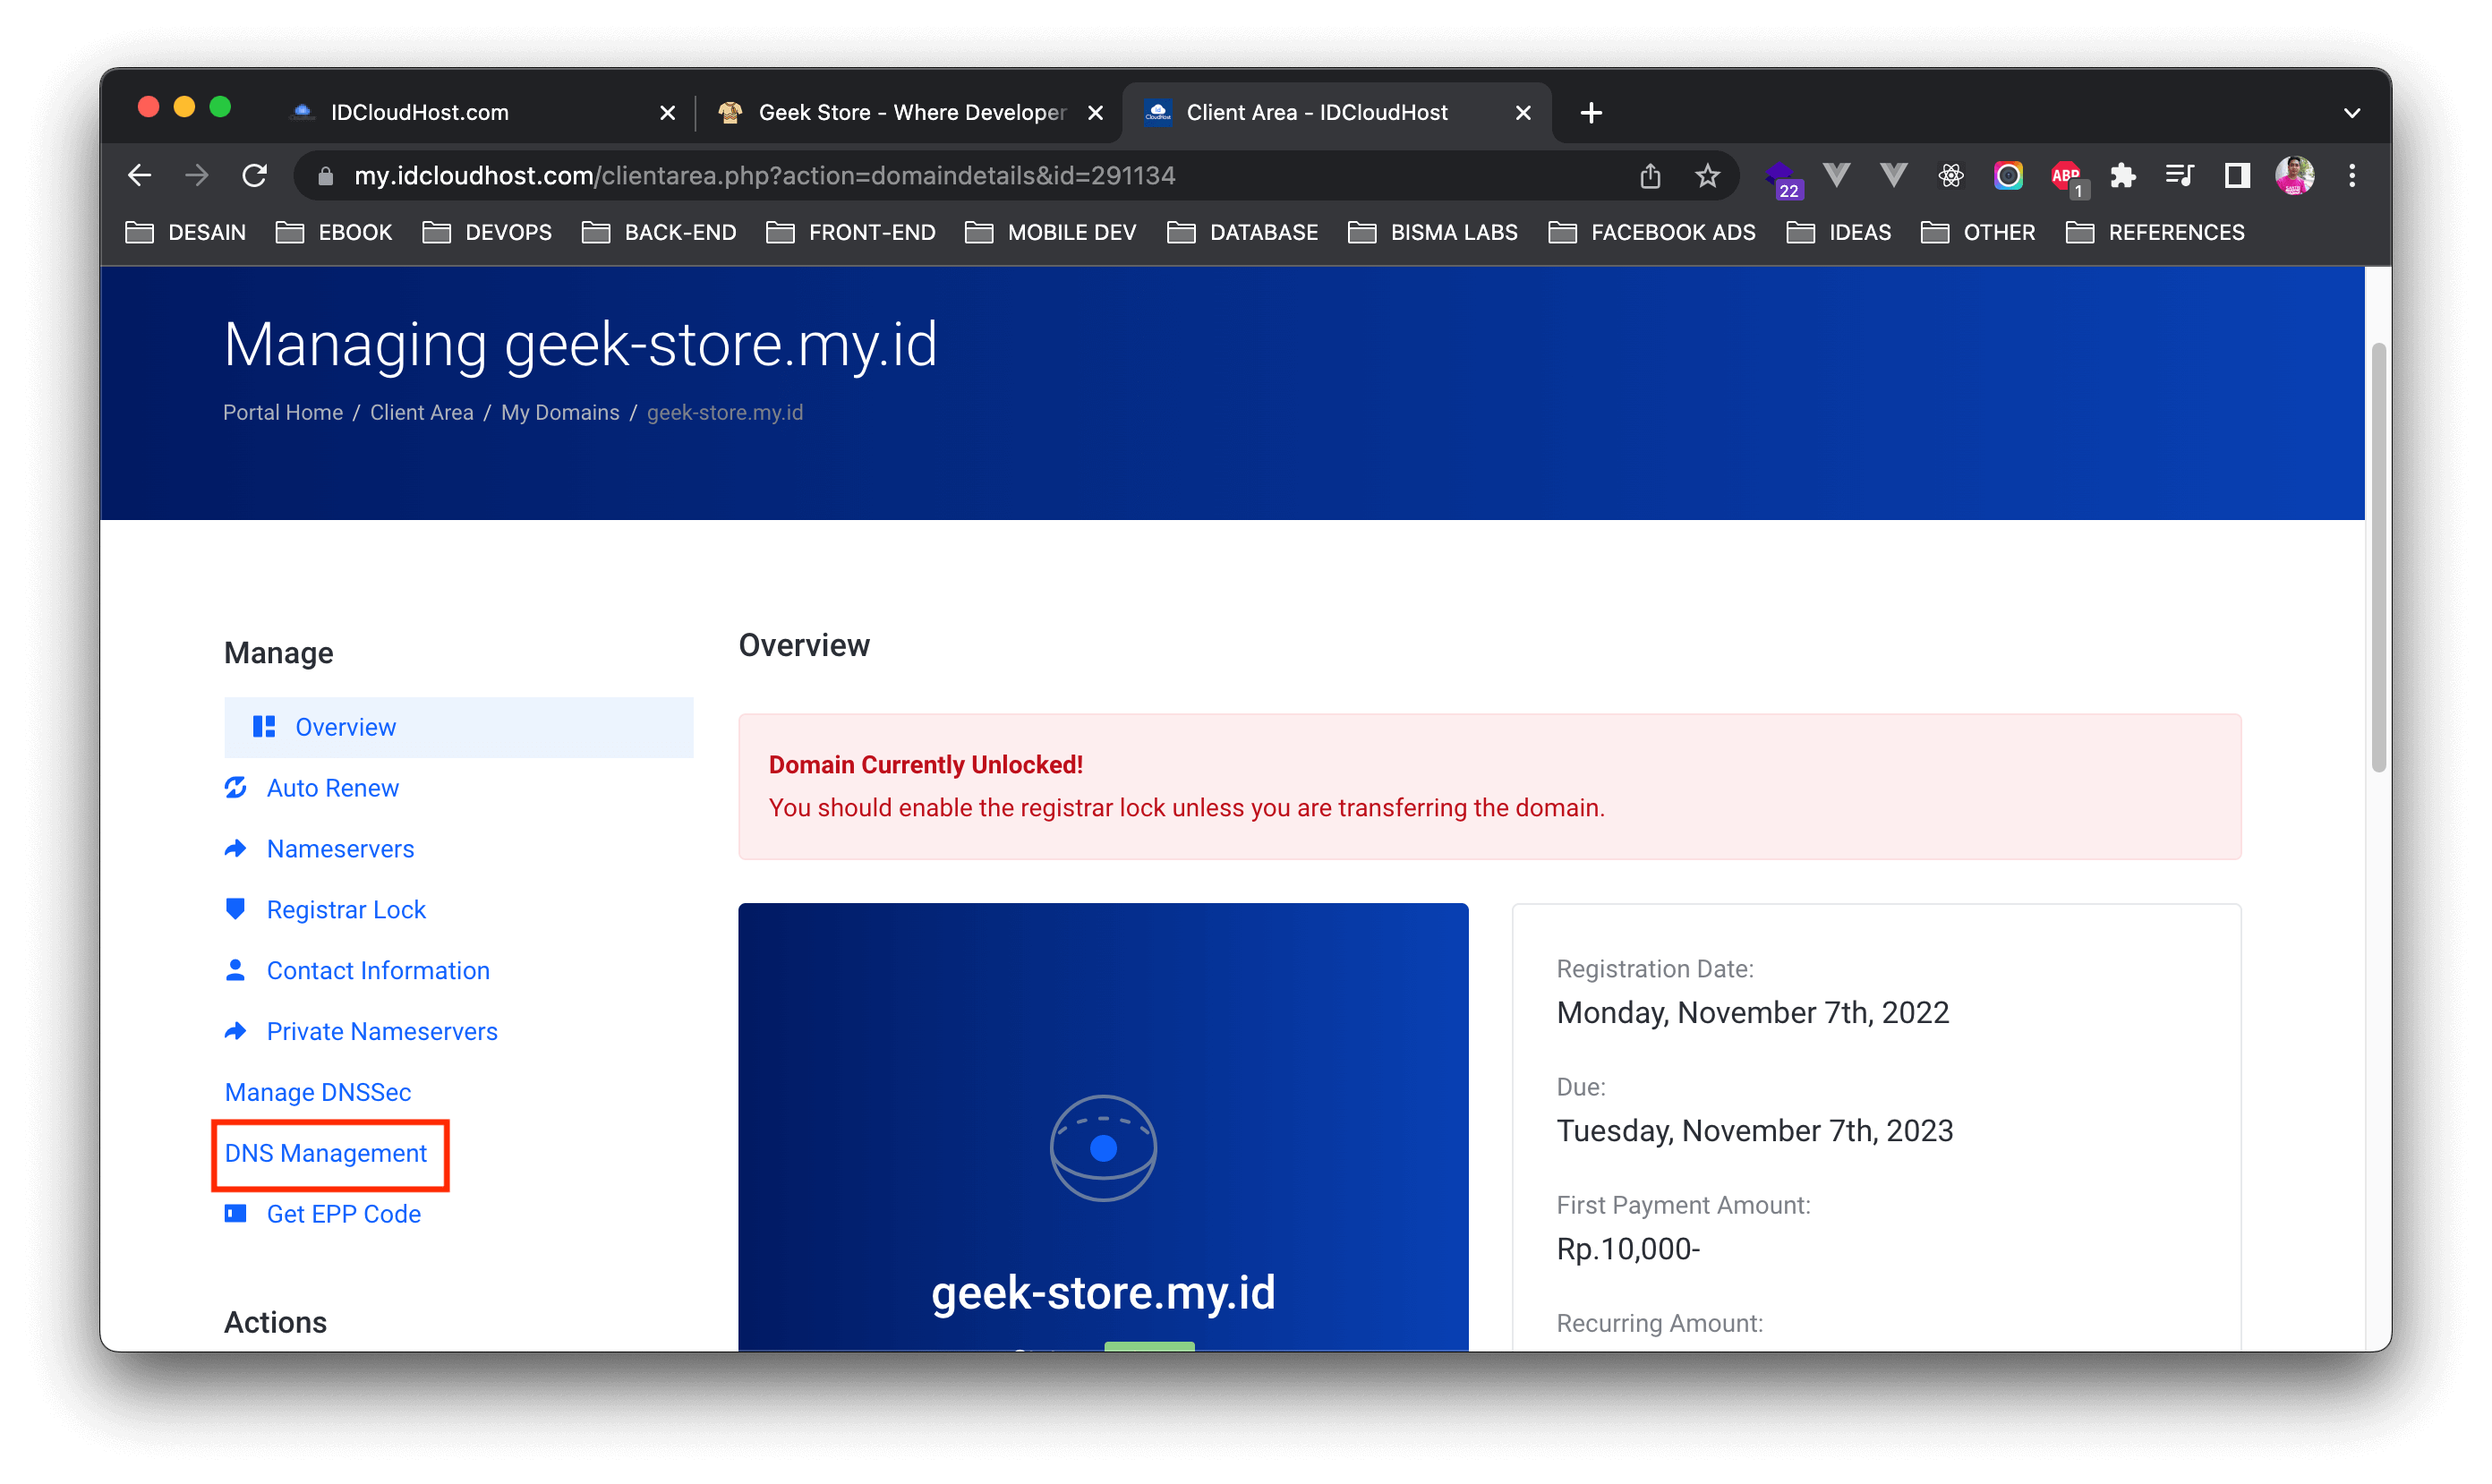 IDCloudHost.com
Geek Store - Where Developer
Client Area - IDCloudHost
my.idcloudhost.com/clientarea.php?action=domaindetails&id=291134
22
ABP
1
DESAIN
EBOOK
DEVOPS
BACK-END
FRONT-END
MOBILE DEV
DATABASE
BISMA LABS
FACEBOOK ADS
IDEAS
OTHER
REFERENCES
Managing geek-store.my.id
Portal Home / Client Area / My Domains / geek-store.my.id
Manage
Overview
Auto Renew
Nameservers
Registrar Lock
Contact Information
Private Nameservers
Manage DNSSec
DNS Management
Get EPP Code
Actions
Overview
Domain Currently Unlocked!
You should enable the registrar lock unless you are transferring the domain.
geek-store.my.id
Registration Date:
Monday, November 7th, 2022
Due:
Tuesday, November 7th, 2023
First Payment Amount:
Rp.10,000-
Recurring Amount: